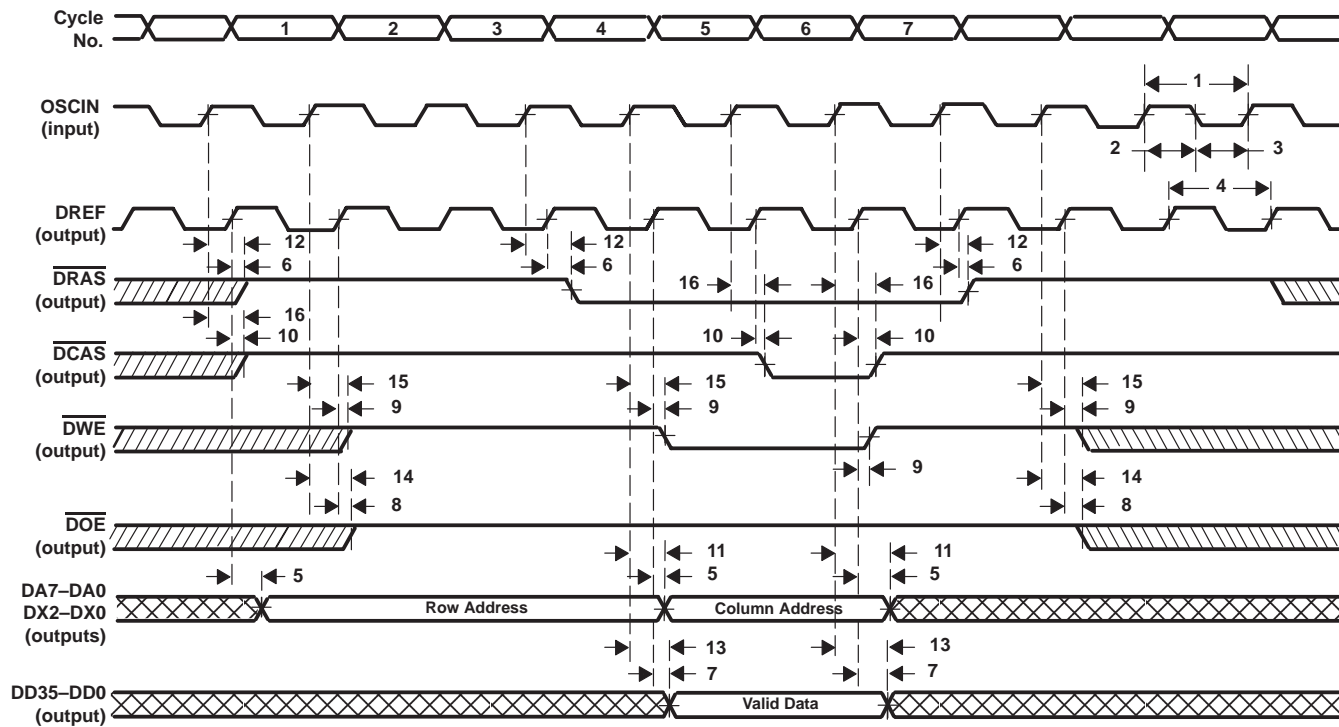 Cycle No.
1 2 3 4 5 6 7
OSCIN (input)
1
2 3
DREF (output)
4
12 12 12
6 6 6
DRAS (output)
16 16
16
10 10 10
DCAS (output)
15 15 15
9 9 9
DWE (output)
9
14 14
8 8
DOE (output)
11 11
5 5 5
DA7–DA0
DX2–DX0
(outputs)
Row Address Column Address
13 13
7 7
DD35–DD0
(output)
Valid Data